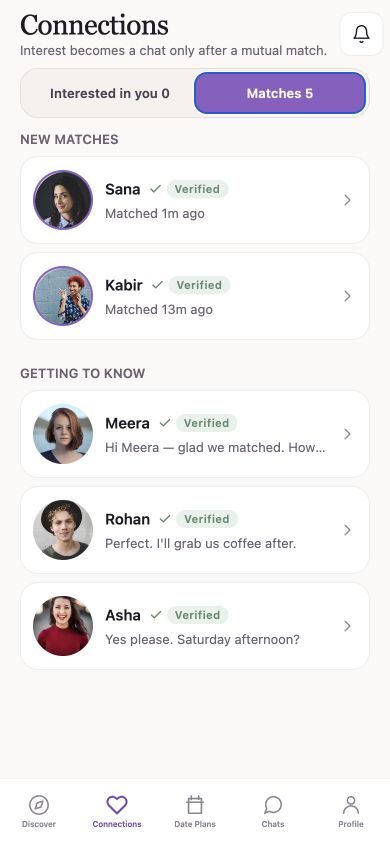 Connections
Interest becomes a chat only after a mutual match.
Interested in you 0
Matches 5
NEW MATCHES
Sana Verified
Matched 1m ago
Kabir Verified
Matched 13m ago
GETTING TO KNOW
Meera Verified
Hi Meera — glad we matched. How...
Rohan Verified
Perfect. I'll grab us coffee after.
Asha Verified
Yes please. Saturday afternoon?
Discover
Connections
Date Plans
Chats
Profile